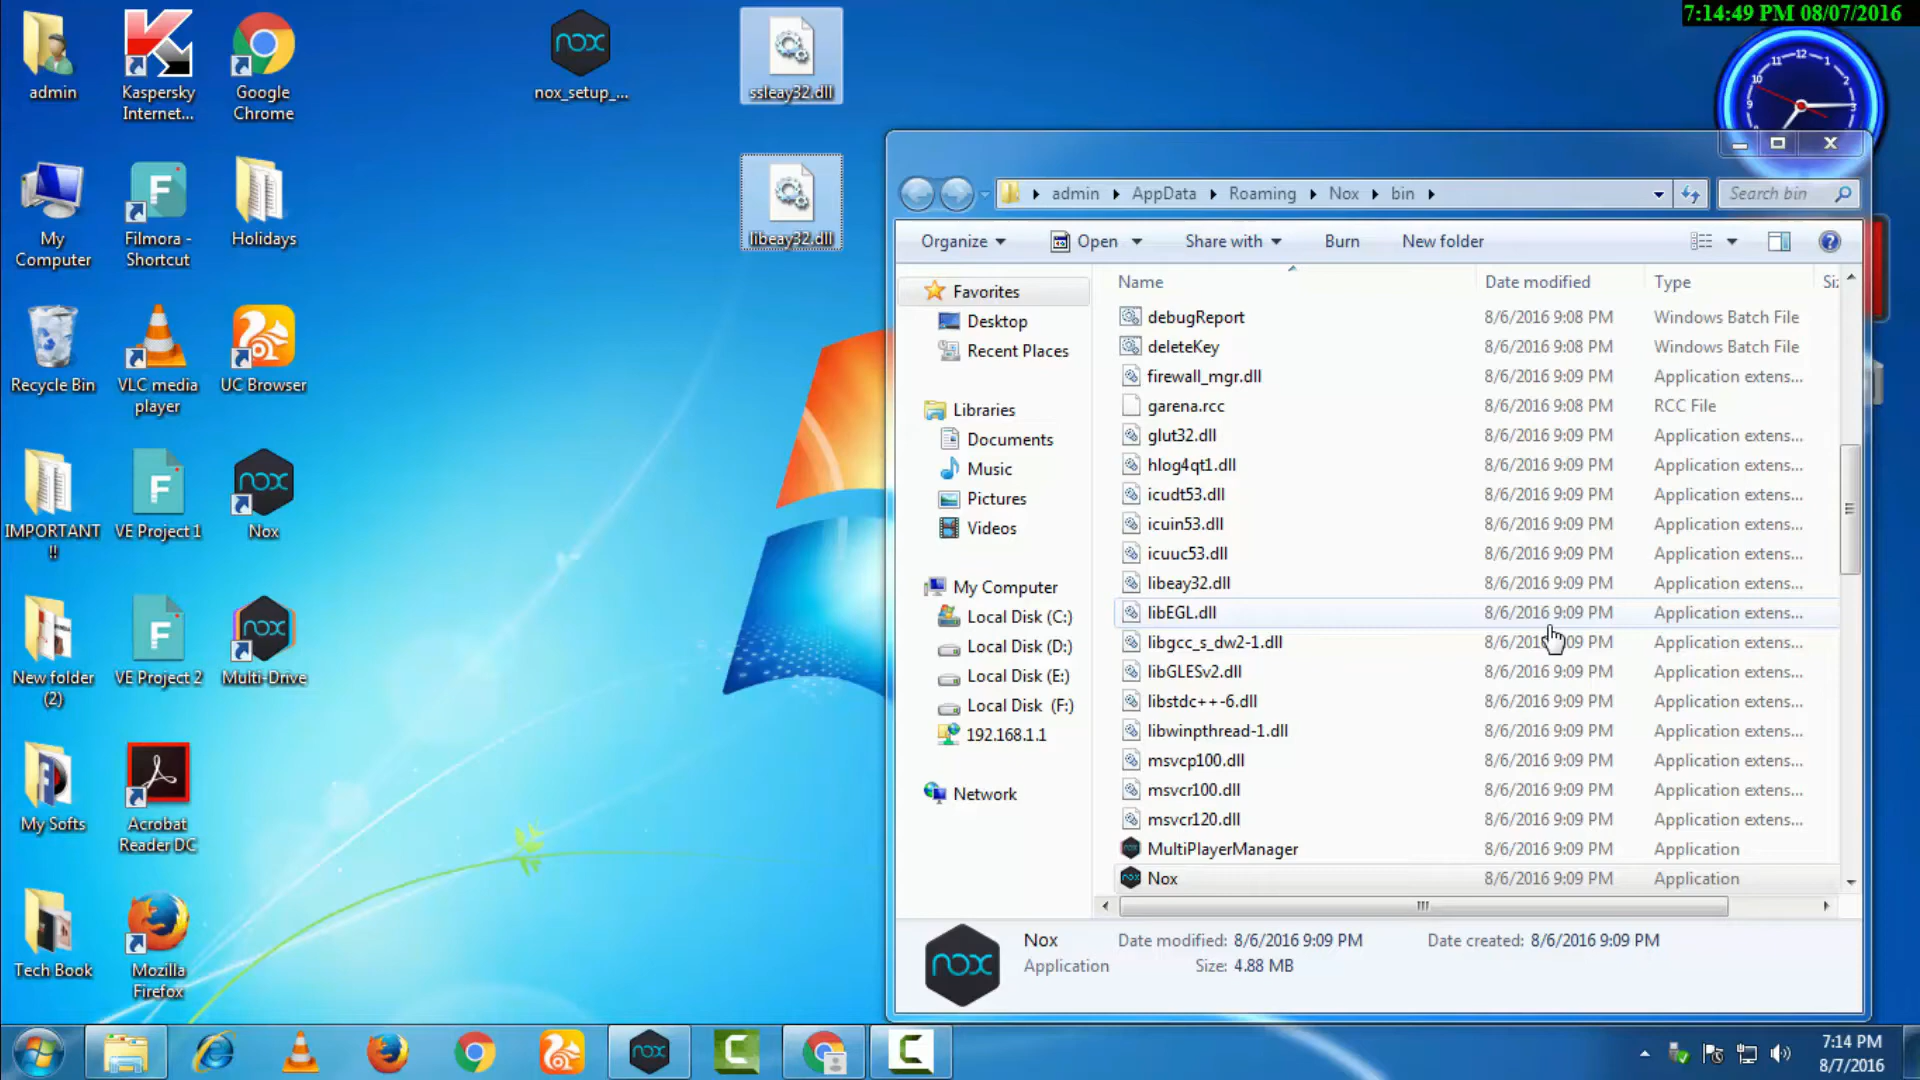 7:14:49 PM 08/07/2016
admin
Kaspersky
Internet...
Google
Chrome
nox
nox_setup_...
ssleay32.dll
My
Computer
Filmora -
Shortcut
Holidays
libeay32.dll
Recycle Bin
VLC media
player
UC Browser
IMPORTANT
!!
VE Project 1
nox
Nox
New folder
(2)
VE Project 2
nox
Multi-Drive
My Softs
Acrobat
Reader DC
Tech Book
Mozilla
Firefox
admin
AppData
Roaming
Nox
bin
Search bin
Organize
Open
Share with
Burn
New folder
Favorites
Desktop
Recent Places
Libraries
Documents
Music
Pictures
Videos
My Computer
Local Disk (C:)
Local Disk (D:)
Local Disk (E:)
Local Disk (F:)
192.168.1.1
Network
Name Date modified Type Si
debugReport 8/6/2016 9:08 PM Windows Batch File
deleteKey 8/6/2016 9:08 PM Windows Batch File
firewall_mgr.dll 8/6/2016 9:09 PM Application extens...
garena.rcc 8/6/2016 9:08 PM RCC File
glut32.dll 8/6/2016 9:09 PM Application extens...
hlog4qt1.dll 8/6/2016 9:09 PM Application extens...
icudt53.dll 8/6/2016 9:09 PM Application extens...
icuin53.dll 8/6/2016 9:09 PM Application extens...
icuuc53.dll 8/6/2016 9:09 PM Application extens...
libeay32.dll 8/6/2016 9:09 PM Application extens...
libEGL.dll 8/6/2016 9:09 PM Application extens...
libgcc_s_dw2-1.dll 8/6/2016 9:09 PM Application extens...
libGLESv2.dll 8/6/2016 9:09 PM Application extens...
libstdc++-6.dll 8/6/2016 9:09 PM Application extens...
libwinpthread-1.dll 8/6/2016 9:09 PM Application extens...
msvcp100.dll 8/6/2016 9:09 PM Application extens...
msvcr100.dll 8/6/2016 9:09 PM Application extens...
msvcr120.dll 8/6/2016 9:09 PM Application extens...
MultiPlayerManager 8/6/2016 9:09 PM Application
Nox 8/6/2016 9:09 PM Application
nox
Nox Date modified: 8/6/2016 9:09 PM Date created: 8/6/2016 9:09 PM
Application Size: 4.88 MB
nox
7:14 PM
8/7/2016